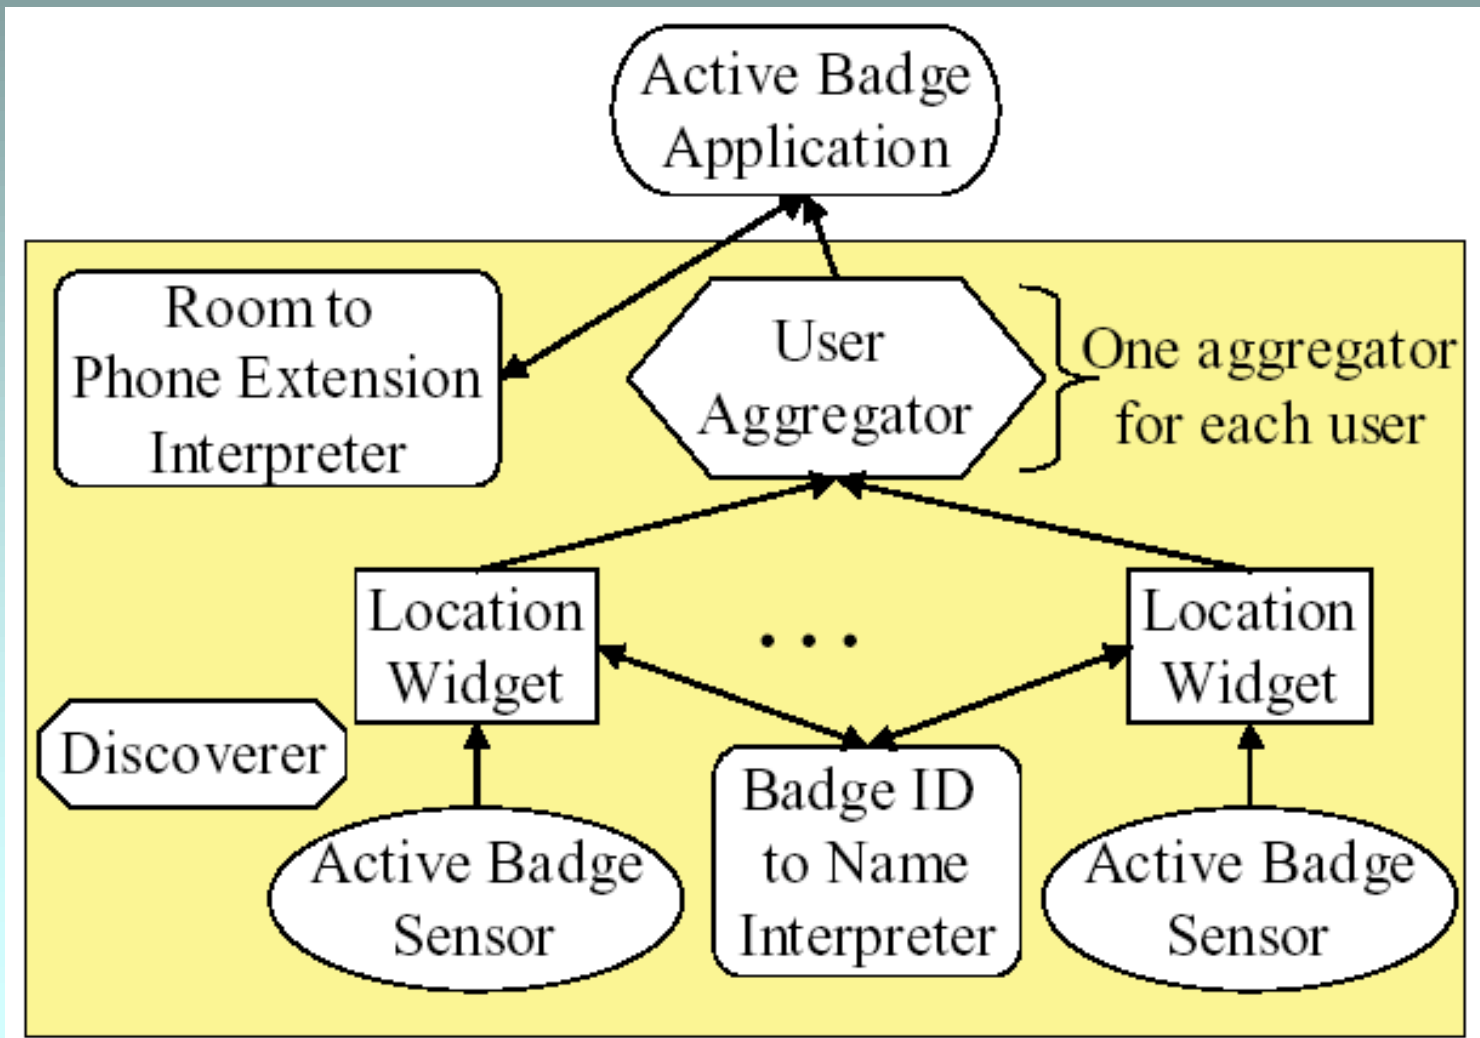 Active Badge
Application
Room to
Phone Extension
Interpreter
User
Aggregator
One aggregator
for each user
Location
Widget
. . .
Location
Widget
Discoverer
Active Badge
Sensor
Badge ID
to Name
Interpreter
Active Badge
Sensor